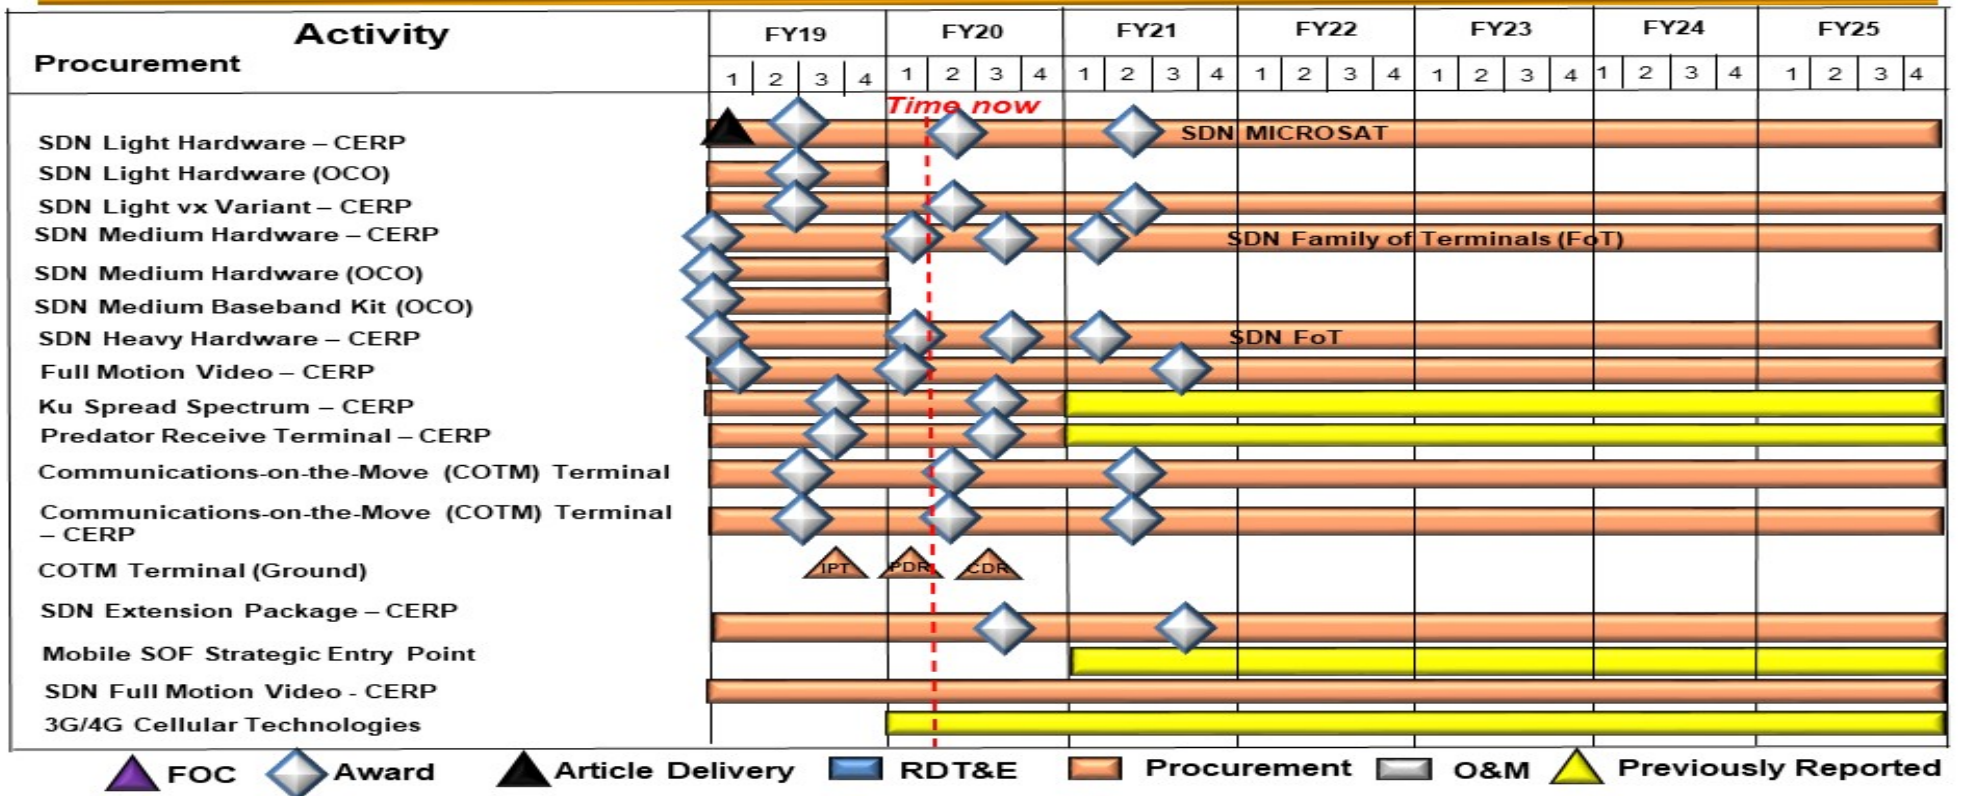 Activity
Procurement
FY19 FY20 FY21 FY22 FY23 FY24 FY25
1 2 3 4 1 2 3 4 1 2 3 4 1 2 3 4 1 2 3 4 1 2 3 4 1 2 3 4
Time now
SDN Light Hardware – CERP
SDN MICROSAT
SDN Light Hardware (OCO)
SDN Light vx Variant – CERP
SDN Medium Hardware – CERP
SDN Family of Terminals (FoT)
SDN Medium Hardware (OCO)
SDN Medium Baseband Kit (OCO)
SDN Heavy Hardware – CERP
SDN FoT
Full Motion Video – CERP
Ku Spread Spectrum – CERP
Predator Receive Terminal – CERP
Communications-on-the-Move (COTM) Terminal
Communications-on-the-Move (COTM) Terminal
– CERP
COTM Terminal (Ground)
IPT PDR CDR
SDN Extension Package – CERP
Mobile SOF Strategic Entry Point
SDN Full Motion Video - CERP
3G/4G Cellular Technologies
FOC Award Article Delivery RDT&E Procurement O&M Previously Reported